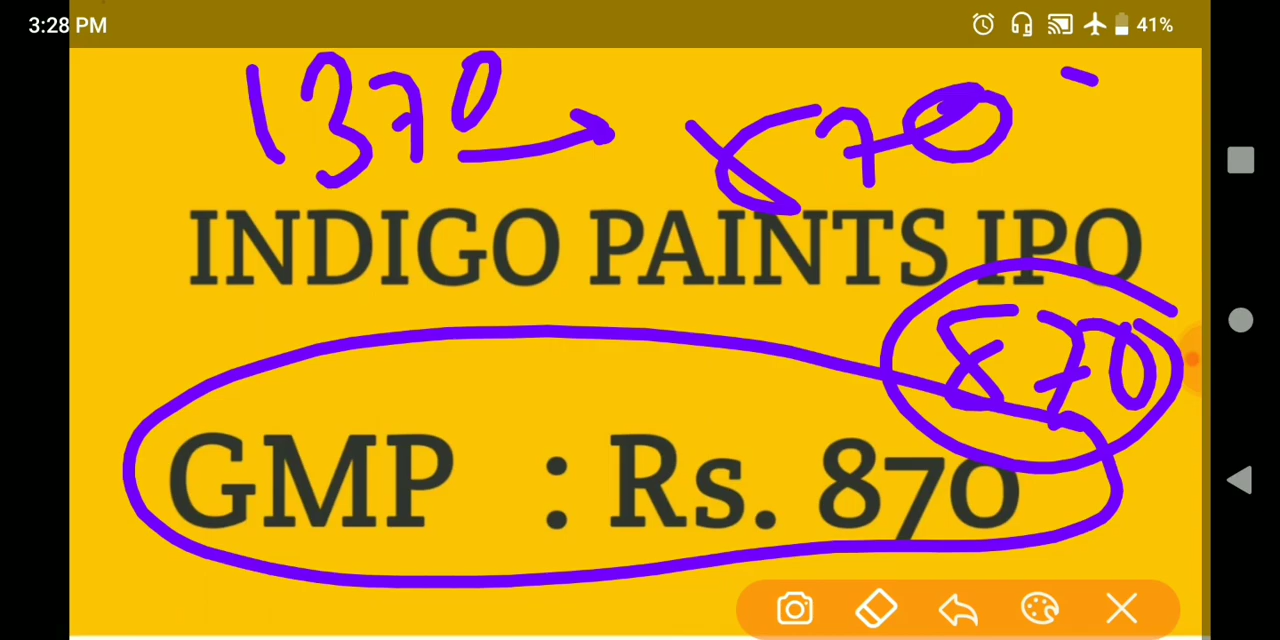 3:28 PM 41%
1370 → 870
INDIGO PAINTS IPO
870
GMP : Rs. 870